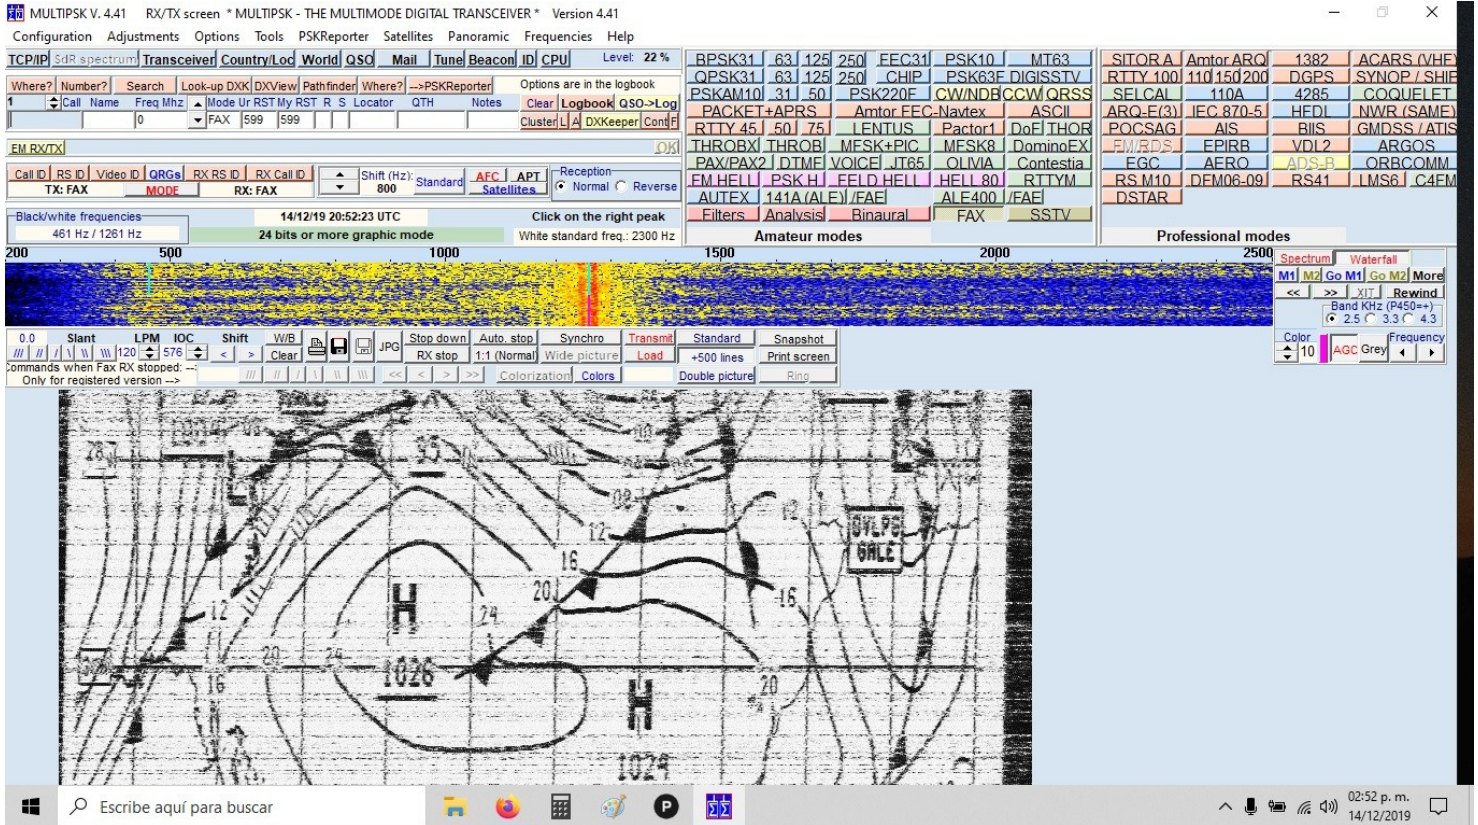 MULTIPSK V. 4.41 RX/TX screen * MULTIPSK - THE MULTIMODE DIGITAL TRANSCEIVER * Version 4.41
Configuration Adjustments Options Tools PSKReporter Satellites Panoramic Frequencies Help
TCP/IP SdR spectrum Transceiver Country/Loc World QSO Mail Tune Beacon ID CPU Level: 22 %
Where? Number? Search Look-up DXK DXView Pathfinder Where? -->PSKReporter Options are in the logbook
1 Call Name Freq Mhz Mode Ur RST My RST R S Locator QTH Notes Clear Logbook QSO->Log
0 FAX 599 599 Cluster L A DXKeeper Cont F
EM RX/TX OK
Call ID RS ID Video ID QRGs RX RS ID RX Call ID Shift (Hz): 800 Standard AFC APT Satellites Reception Normal Reverse
TX: FAX MODE RX: FAX
Black/white frequencies 14/12/19 20:52:23 UTC Click on the right peak
461 Hz / 1261 Hz 24 bits or more graphic mode White standard freq.: 2300 Hz
BPSK31 63 125 250 FEC31 PSK10 MT63
QPSK31 63 125 250 CHIP PSK63F DIGISSTV
PSKAM10 31 50 PSK220F CW/NDB CCW QRSS
PACKET+APRS Amtor FEC-Navtex ASCII
RTTY 45 50 75 LENTUS Pactor1 DoF THOR
THROBX THROB MFSK+PIC MFSK8 DominoEX
PAX/PAX2 DTMF VOICE JT65 OLIVIA Contestia
FM HELL PSK H FELD HELL HELL 80 RTTYM
AUTEX 141A (ALE) /FAE ALE400 /FAE
Filters Analysis Binaural FAX SSTV
Amateur modes
SITOR A Amtor ARQ 1382 ACARS (VHF)
RTTY 100 110 150 200 DGPS SYNOP / SHIP
SELCAL 110A 4285 COQUELET
ARQ-E(3) IEC 870-5 HFDL NWR (SAME)
POCSAG AIS BIIS GMDSS / ATIS
FM/RDS EPIRB VDL2 ARGOS
EGC AERO ADS-B ORBCOMM
RS M10 DFM06-09 RS41 LMS6 C4FM
DSTAR
Professional modes
200 500 1000 1500 2000 2500
Spectrum Waterfall
M1 M2 Go M1 Go M2 More
<< >> XIT Rewind
Band KHz (P450=+)
2.5 3.3 4.3
Color Frequency
10 AGC Grey
0.0 Slant LPM IOC Shift W/B JPG Stop down Auto. stop Synchro Transmit Standard Snapshot
/// // / \ \\ \\\ 120 576 < > Clear RX stop 1:1 (Normal) Wide picture Load +500 lines Print screen
Commands when Fax RX stopped: --
Only for registered version --> /// // / \ \\ \\\ << < > >> Colorization Colors Double picture Ring
28
L
95
L
08
12
12
16
DVLPG
GALE
20
16
H
24
12
20
24
1026
16
H
20
1029
Escribe aquí para buscar
02:52 p. m.
14/12/2019